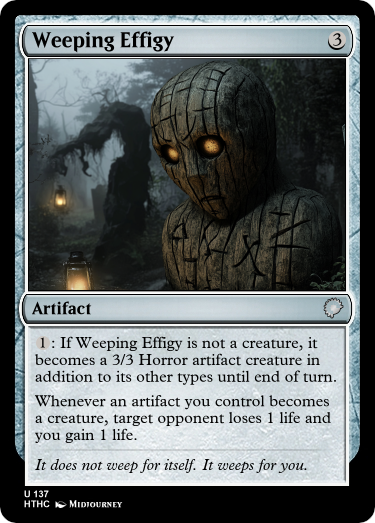 Weeping Effigy 3
Artifact
1: If Weeping Effigy is not a creature, it
becomes a 3/3 Horror artifact creature in
addition to its other types until end of turn.
Whenever an artifact you control becomes
a creature, target opponent loses 1 life and
you gain 1 life.
It does not weep for itself. It weeps for you.
U 137
HTHC Midjourney